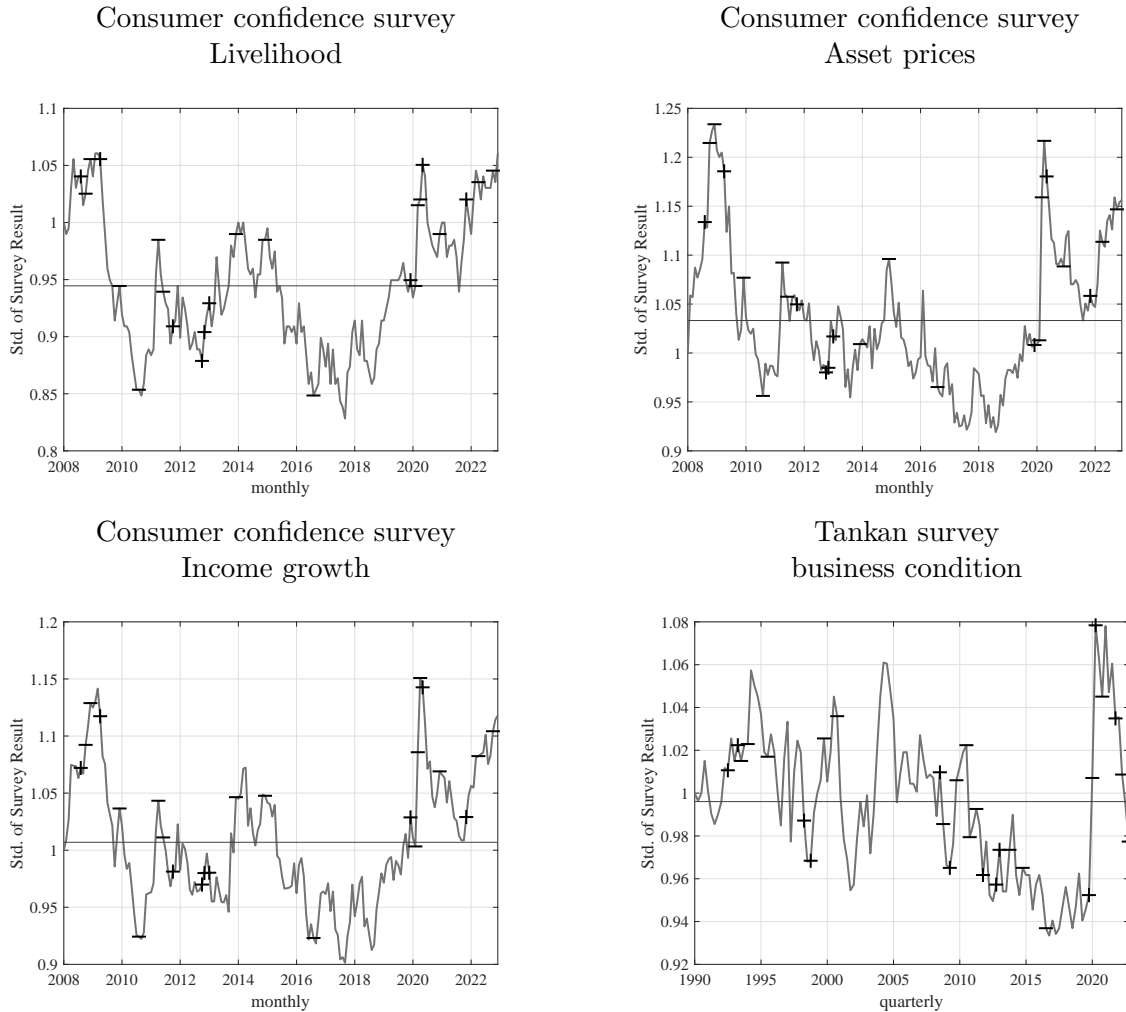 Consumer confidence survey
Livelihood
1.1
1.05
1
0.95
0.9
0.85
0.8
Std. of Survey Result
2008 2010 2012 2014 2016 2018 2020 2022
monthly
Consumer confidence survey
Asset prices
1.25
1.2
1.15
1.1
1.05
1
0.95
0.9
Std. of Survey Result
2008 2010 2012 2014 2016 2018 2020 2022
monthly
Consumer confidence survey
Income growth
1.2
1.15
1.1
1.05
1
0.95
0.9
Std. of Survey Result
2008 2010 2012 2014 2016 2018 2020 2022
monthly
Tankan survey
business condition
1.08
1.06
1.04
1.02
1
0.98
0.96
0.94
0.92
Std. of Survey Result
1990 1995 2000 2005 2010 2015 2020
quarterly